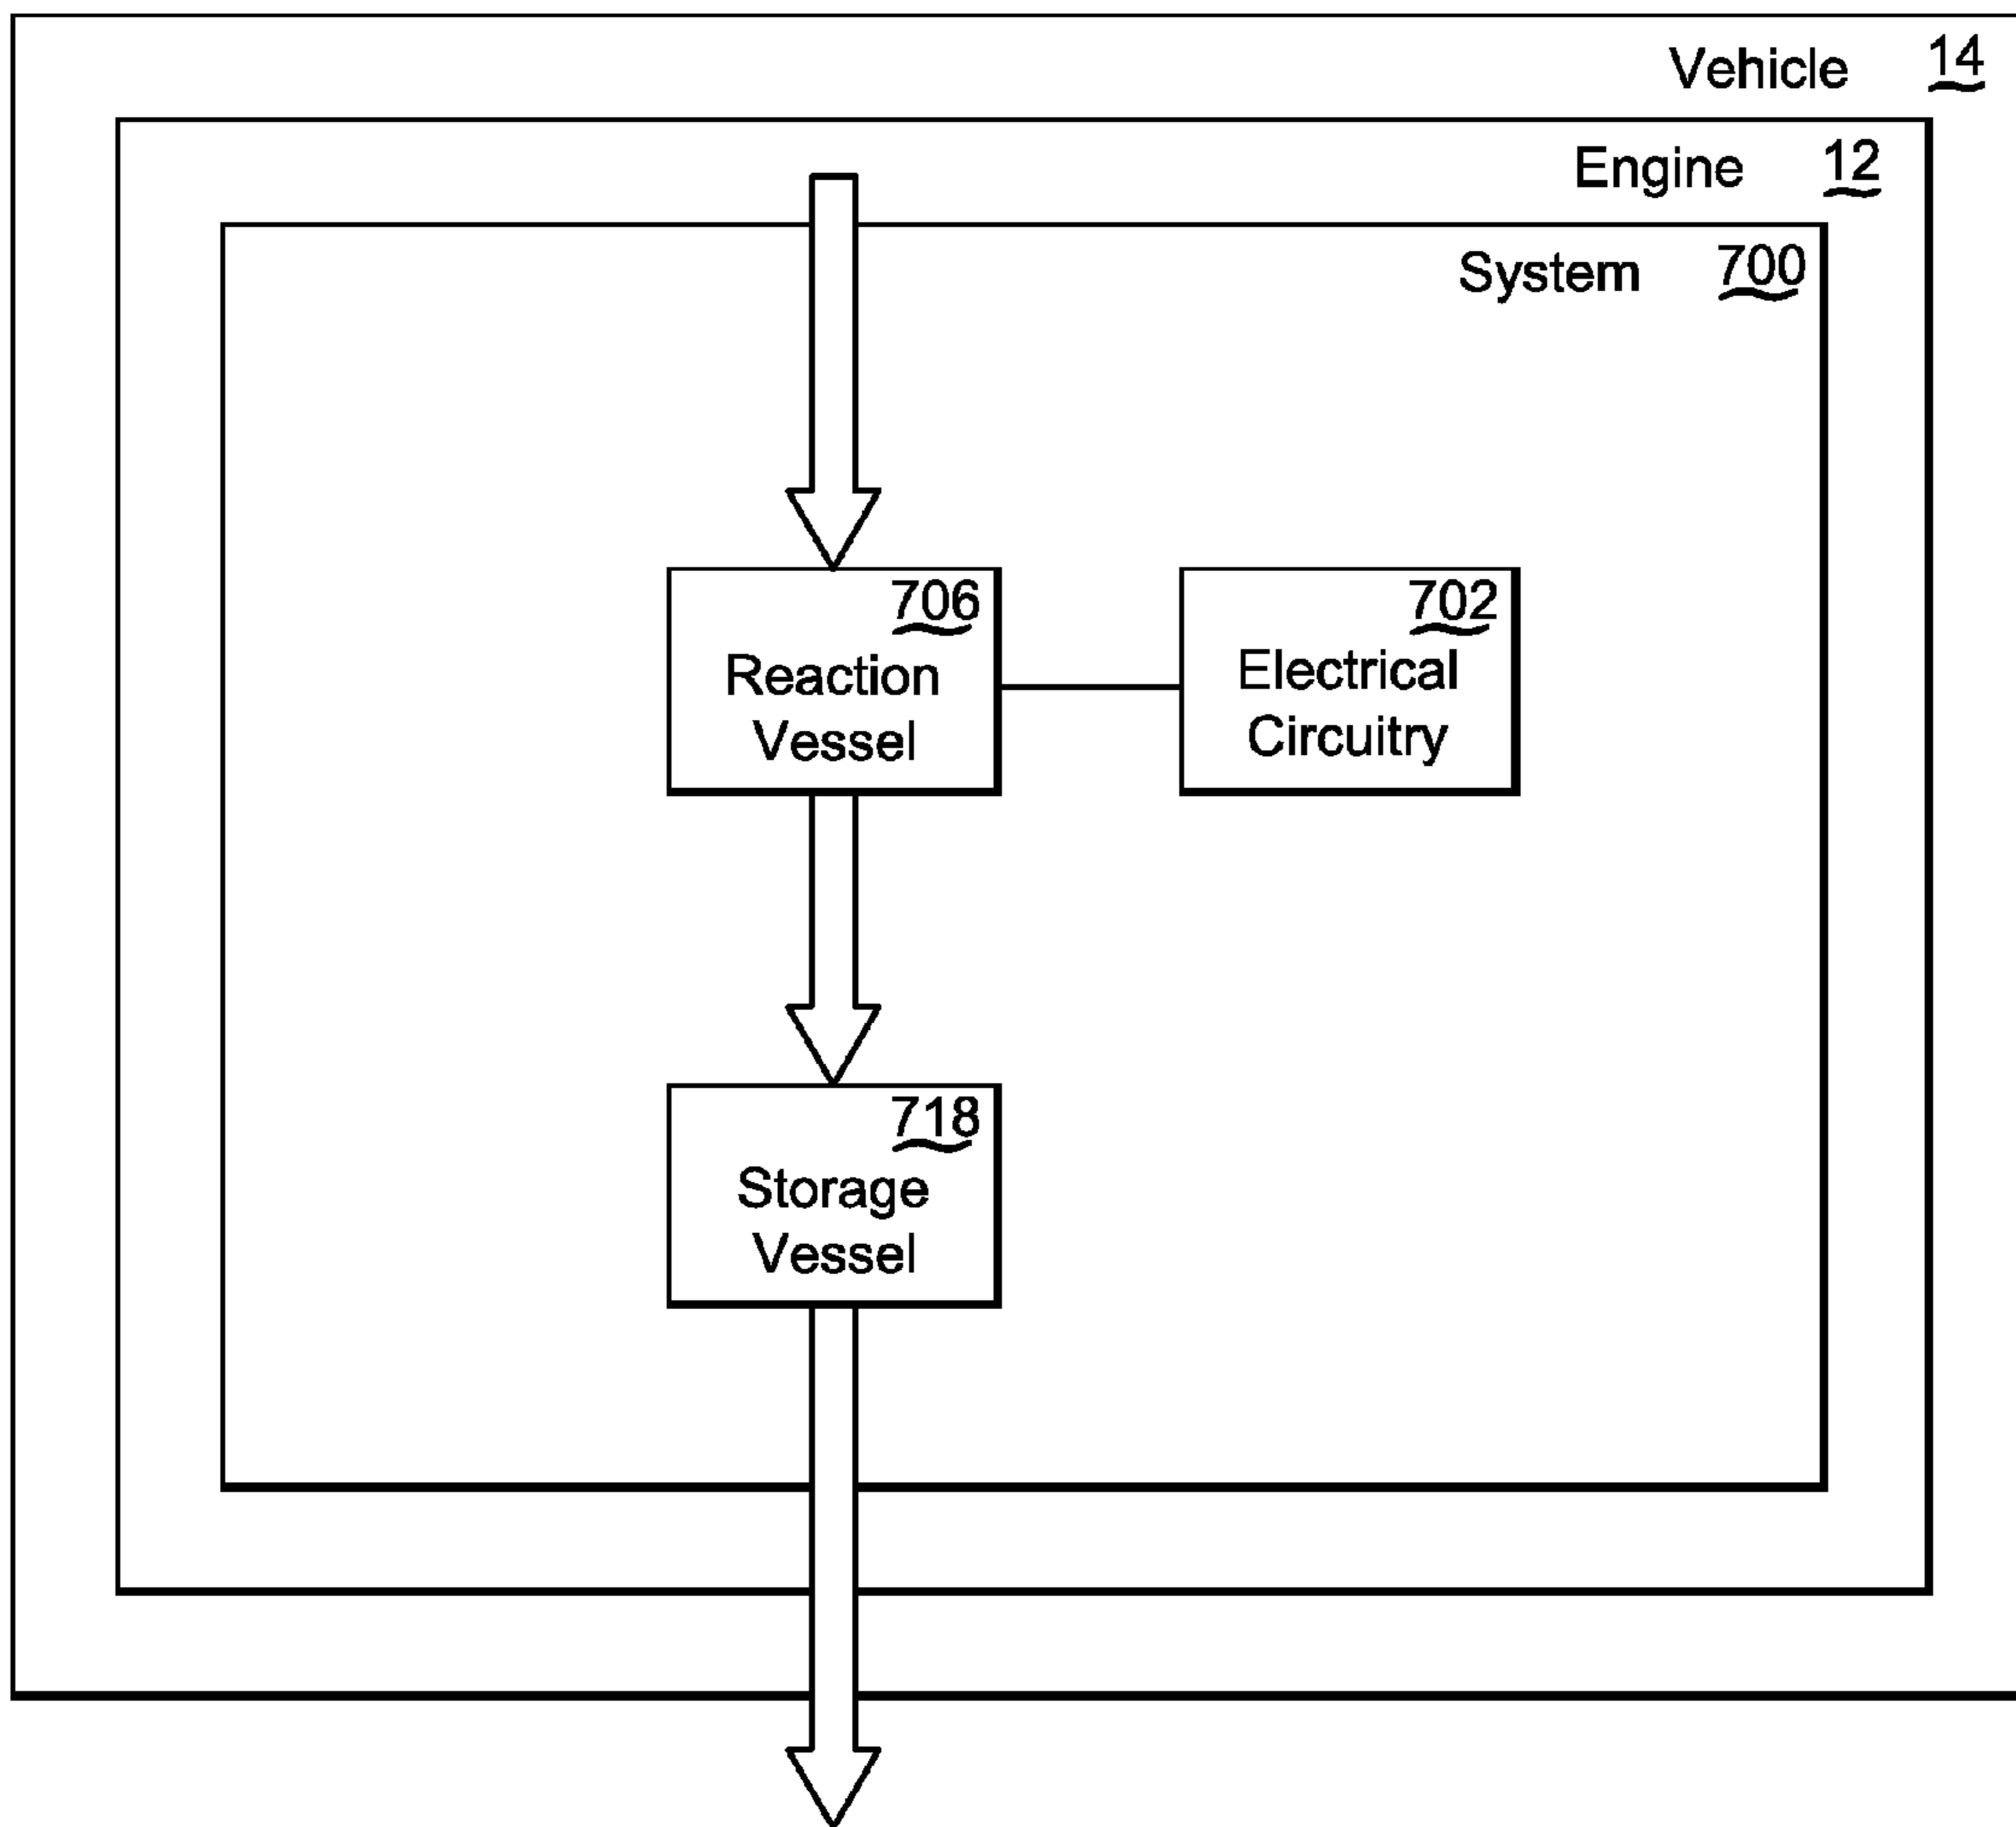 Vehicle 14
Engine 12
System 700
706
Reaction
Vessel
702
Electrical
Circuitry
718
Storage
Vessel